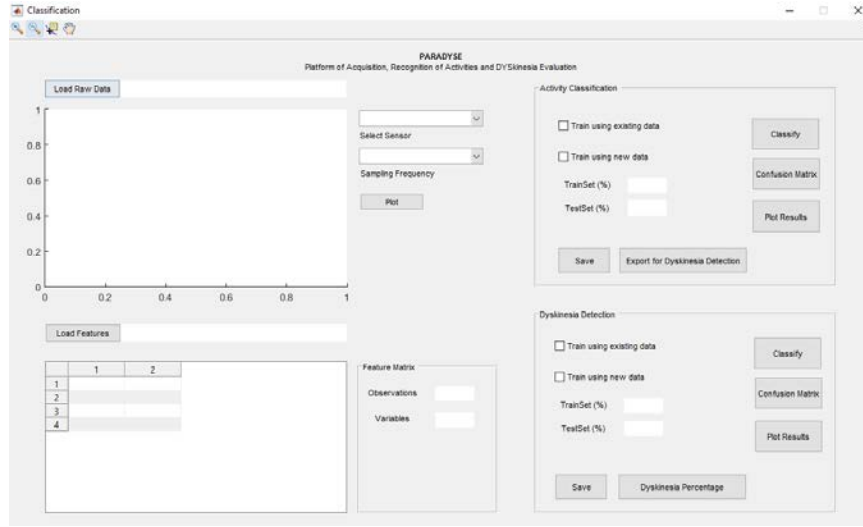 Classification
PARADYSE
Platform of Acquisition, Recognition of Activities and DYSkinesia Evaluation
Load Raw Data
1
0.8
0.6
0.4
0.2
0
0
0.2
0.4
0.6
0.8
1
Select Sensor
Sampling Frequency
Plot
Load Features
1 2
1
2
3
4
Feature Matrix
Observations
Variables
Activity Classification
Train using existing data
Train using new data
TrainSet (%)
TestSet (%)
Classify
Confusion Matrix
Plot Results
Save
Export for Dyskinesia Detection
Dyskinesia Detection
Train using existing data
Train using new data
TrainSet (%)
TestSet (%)
Classify
Confusion Matrix
Plot Results
Save
Dyskinesia Percentage